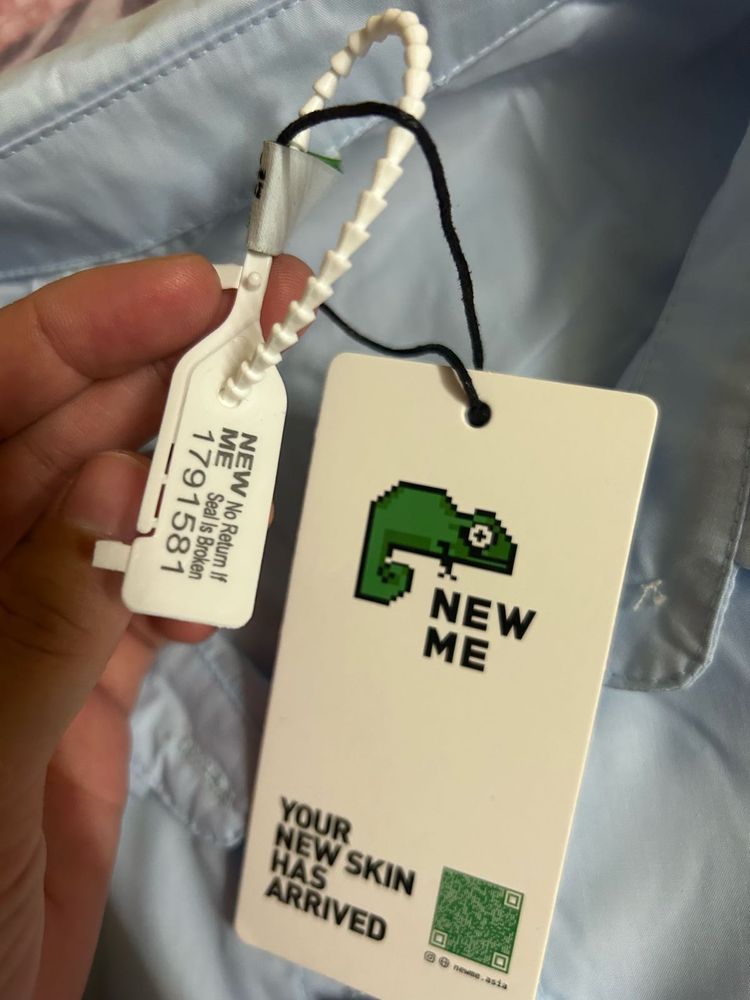 NEW
ME
No Return If
Seal Is Broken
1791581
NEW
ME
YOUR
NEW SKIN
HAS
ARRIVED
newme.asia